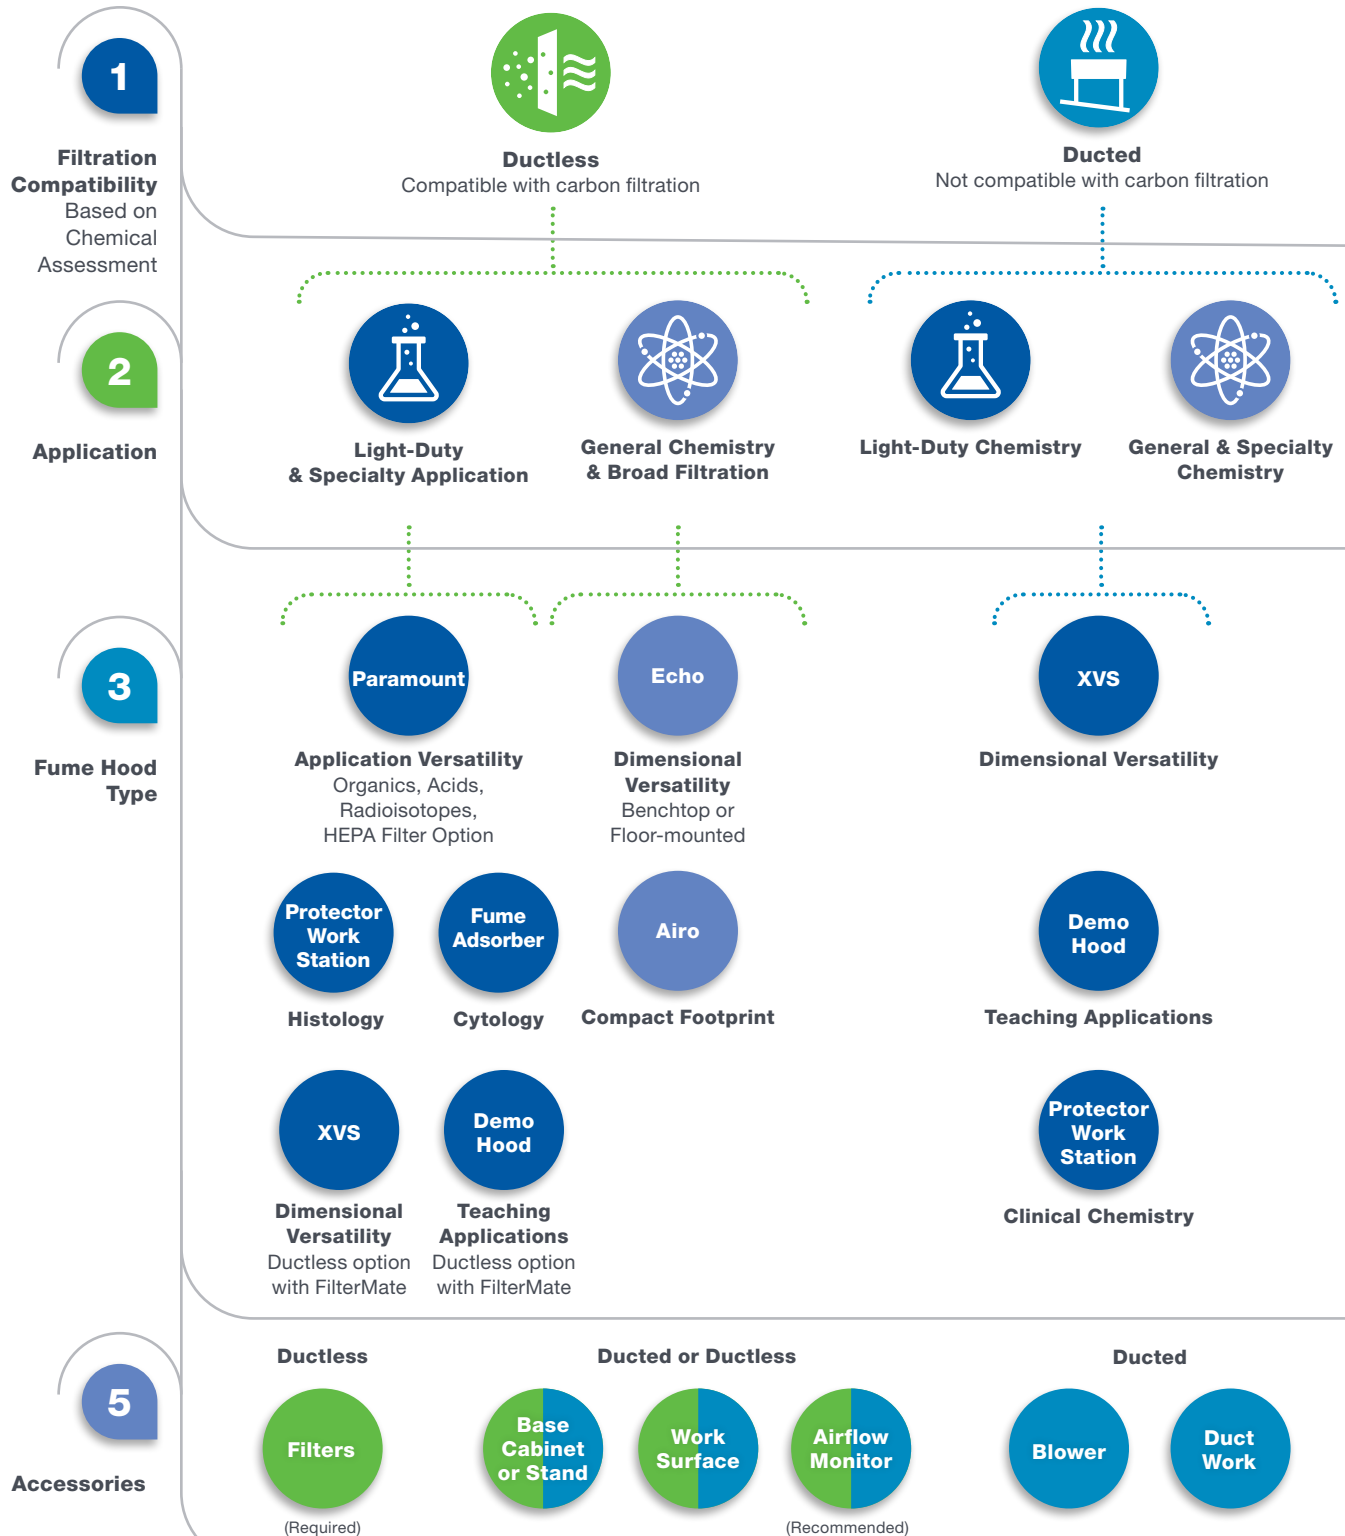 1
Filtration
Compatibility
Based on
Chemical
Assessment
Ductless
Compatible with carbon filtration
Ducted
Not compatible with carbon filtration
2
Application
Light-Duty
& Specialty Application
General Chemistry
& Broad Filtration
Light-Duty Chemistry
General & Specialty
Chemistry
3
Fume Hood
Type
Paramount
Application Versatility
Organics, Acids,
Radioisotopes,
HEPA Filter Option
Echo
Dimensional
Versatility
Benchtop or
Floor-mounted
XVS
Dimensional Versatility
Protector
Work
Station
Histology
Fume
Adsorber
Cytology
Airo
Compact Footprint
Demo
Hood
Teaching Applications
XVS
Dimensional
Versatility
Ductless option
with FilterMate
Demo
Hood
Teaching
Applications
Ductless option
with FilterMate
Protector
Work
Station
Clinical Chemistry
5
Accessories
Ductless
Filters
(Required)
Ducted or Ductless
Base
Cabinet
or Stand
Work
Surface
Airflow
Monitor
(Recommended)
Ducted
Blower
Duct
Work